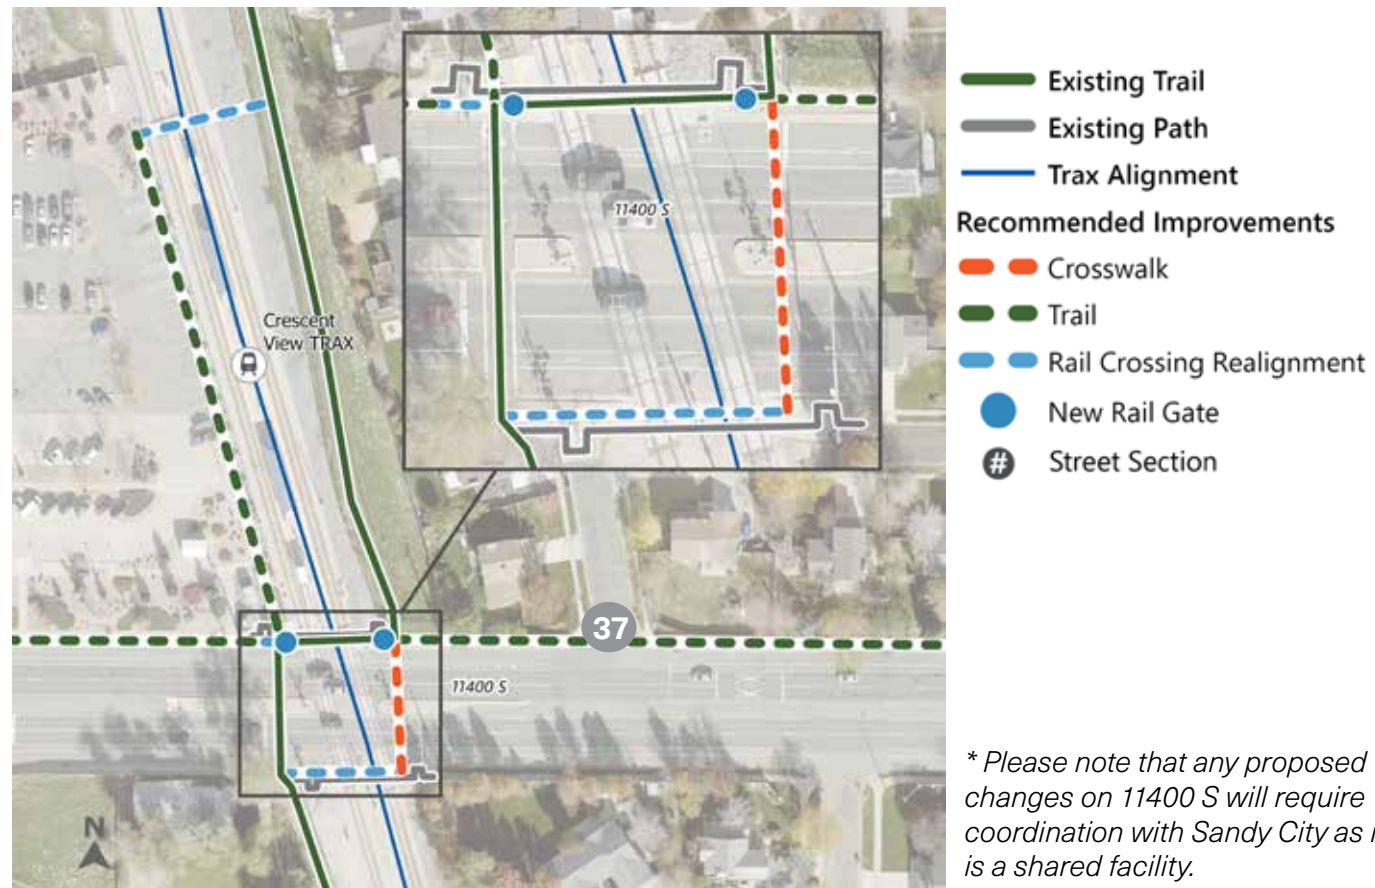 11400 S
Crescent
View TRAX
37
11400 S
N
Existing Trail
Existing Path
Trax Alignment
Recommended Improvements
Crosswalk
Trail
Rail Crossing Realignment
New Rail Gate
# Street Section
* Please note that any proposed
changes on 11400 S will require
coordination with Sandy City as
is a shared facility.